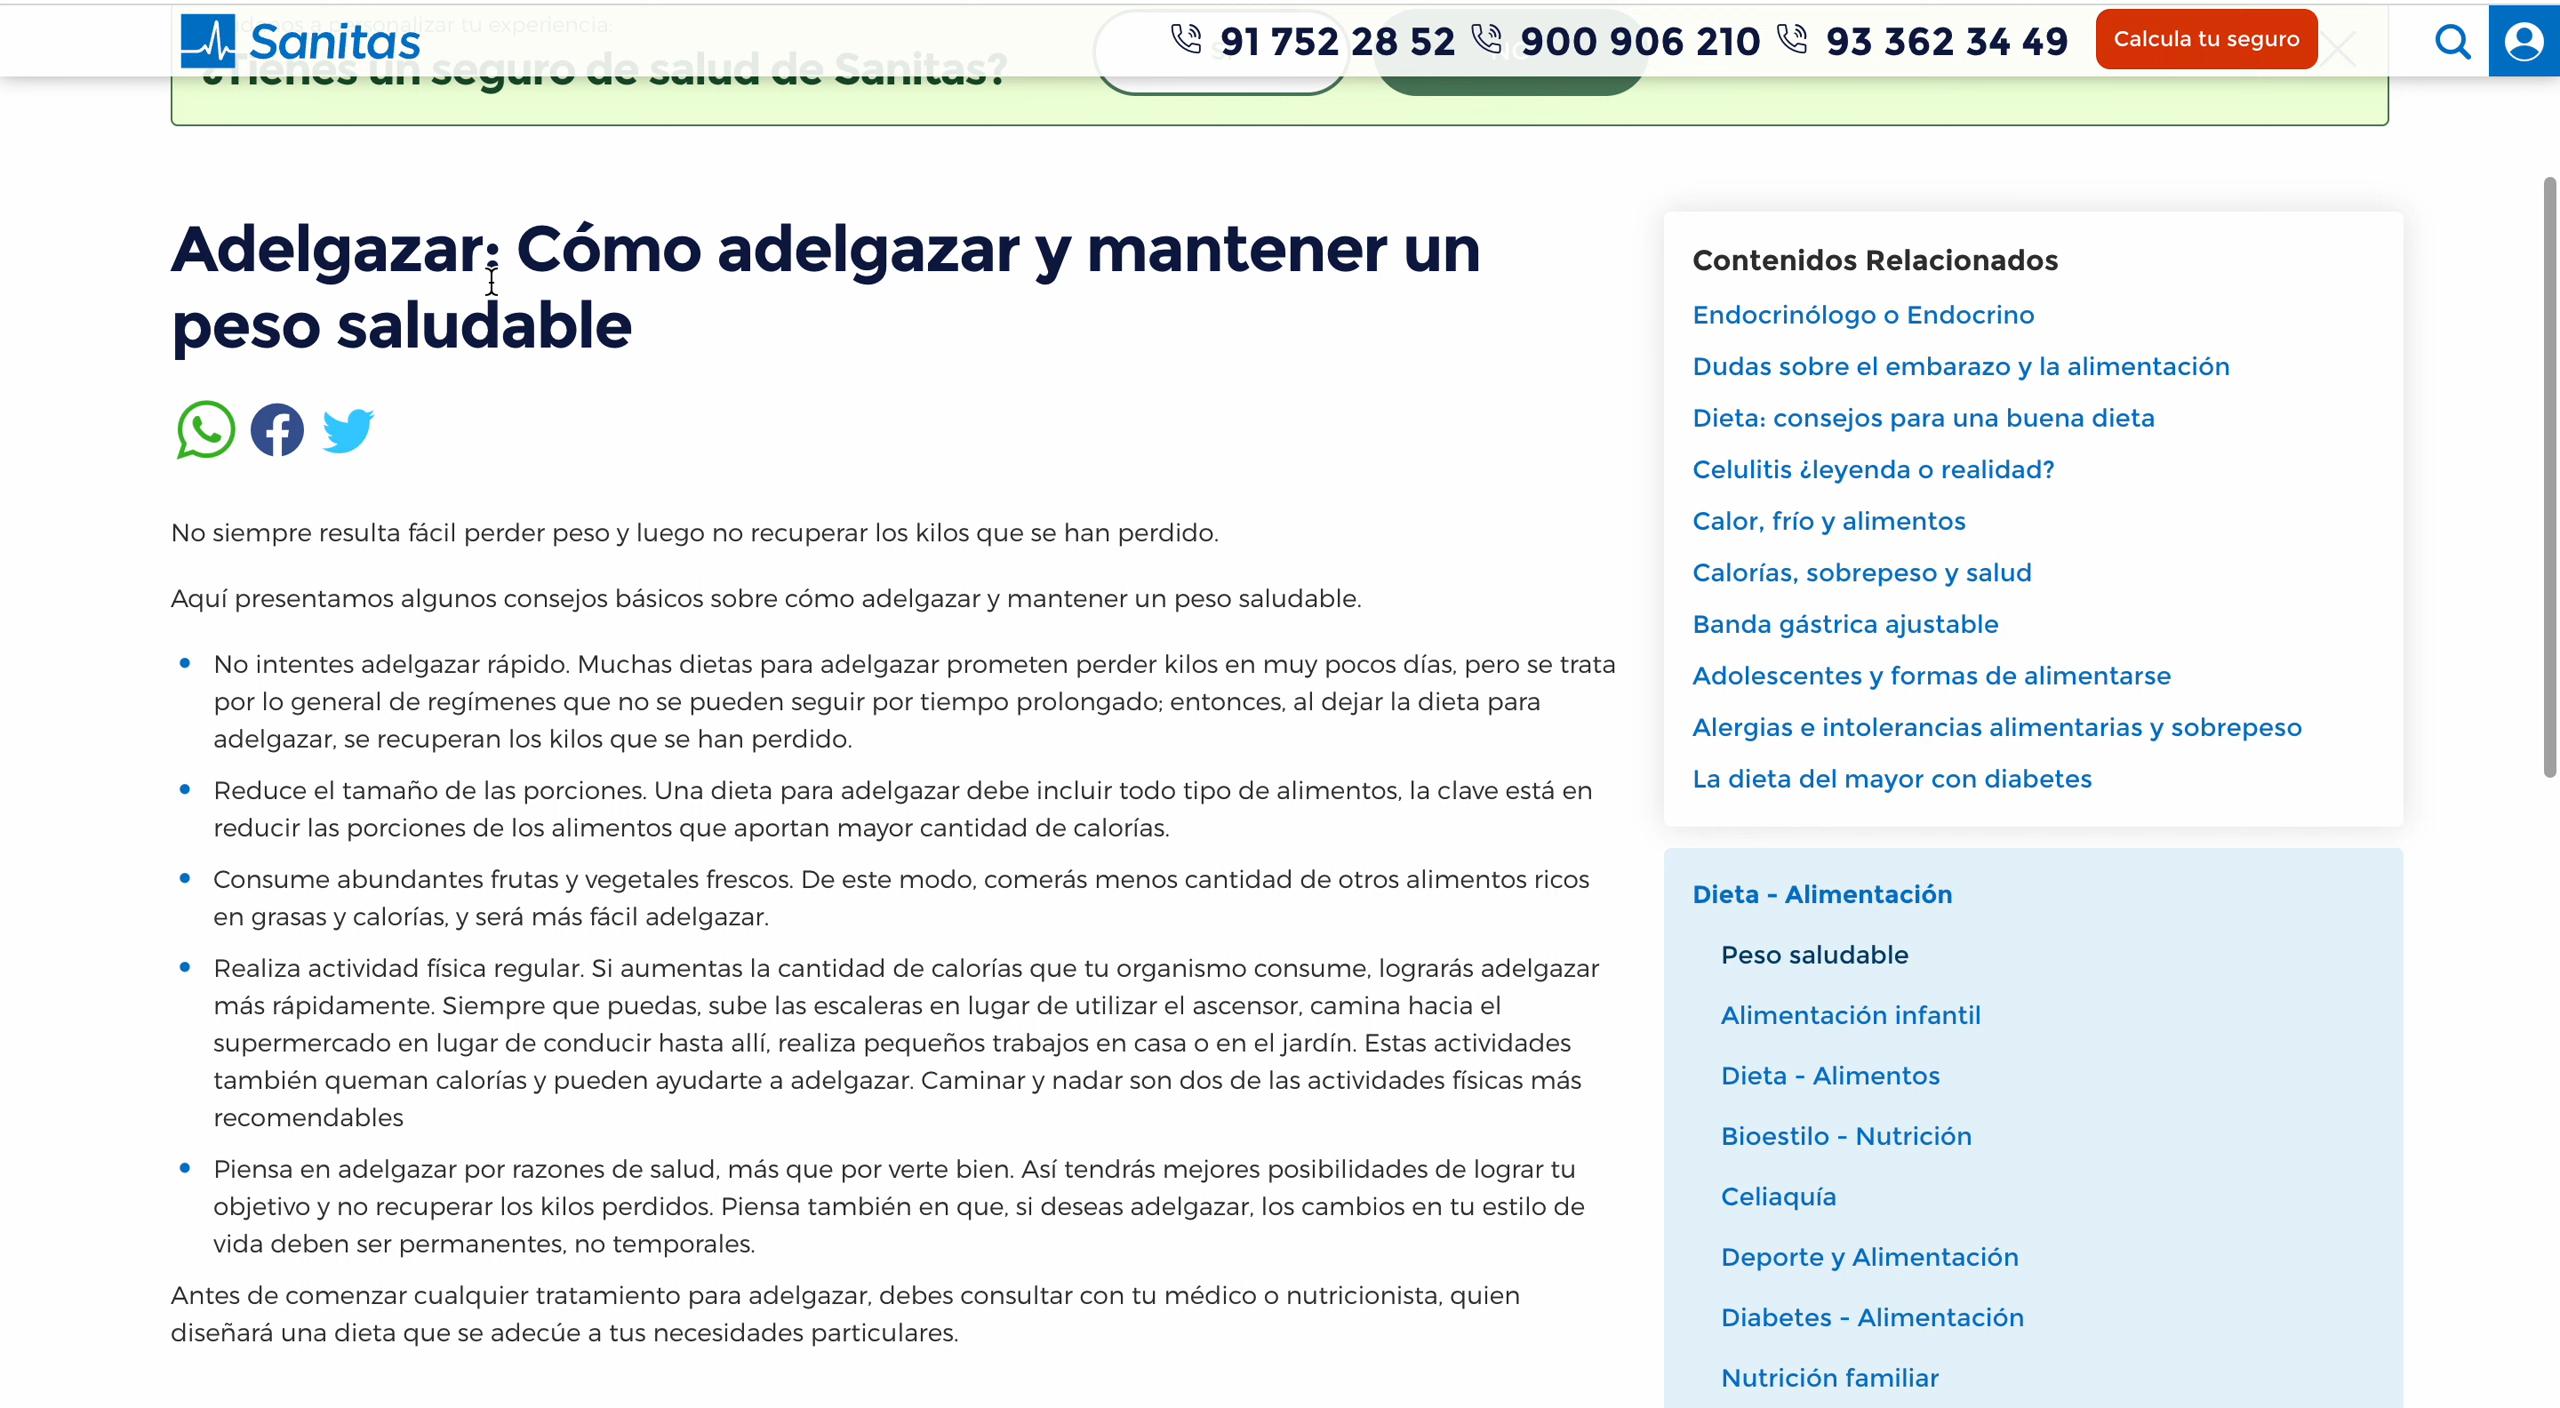 Sanitas
91 752 28 52
900 906 210
93 362 34 49
Calcula tu seguro
a personalizar tu experiencia:
¿Tienes un seguro de salud de Sanitas?
Adelgazar: Cómo adelgazar y mantener un
peso saludable
No siempre resulta fácil perder peso y luego no recuperar los kilos que se han perdido.
Aquí presentamos algunos consejos básicos sobre cómo adelgazar y mantener un peso saludable.
No intentes adelgazar rápido. Muchas dietas para adelgazar prometen perder kilos en muy pocos días, pero se trata
por lo general de regímenes que no se pueden seguir por tiempo prolongado; entonces, al dejar la dieta para
adelgazar, se recuperan los kilos que se han perdido.
Reduce el tamaño de las porciones. Una dieta para adelgazar debe incluir todo tipo de alimentos, la clave está en
reducir las porciones de los alimentos que aportan mayor cantidad de calorías.
Consume abundantes frutas y vegetales frescos. De este modo, comerás menos cantidad de otros alimentos ricos
en grasas y calorías, y será más fácil adelgazar.
Realiza actividad física regular. Si aumentas la cantidad de calorías que tu organismo consume, lograrás adelgazar
más rápidamente. Siempre que puedas, sube las escaleras en lugar de utilizar el ascensor, camina hacia el
supermercado en lugar de conducir hasta allí, realiza pequeños trabajos en casa o en el jardín. Estas actividades
también queman calorías y pueden ayudarte a adelgazar. Caminar y nadar son dos de las actividades físicas más
recomendables
Piensa en adelgazar por razones de salud, más que por verte bien. Así tendrás mejores posibilidades de lograr tu
objetivo y no recuperar los kilos perdidos. Piensa también en que, si deseas adelgazar, los cambios en tu estilo de
vida deben ser permanentes, no temporales.
Antes de comenzar cualquier tratamiento para adelgazar, debes consultar con tu médico o nutricionista, quien
diseñará una dieta que se adecúe a tus necesidades particulares.
Contenidos Relacionados
Endocrinólogo o Endocrino
Dudas sobre el embarazo y la alimentación
Dieta: consejos para una buena dieta
Celulitis ¿leyenda o realidad?
Calor, frío y alimentos
Calorías, sobrepeso y salud
Banda gástrica ajustable
Adolescentes y formas de alimentarse
Alergias e intolerancias alimentarias y sobrepeso
La dieta del mayor con diabetes
Dieta - Alimentación
Peso saludable
Alimentación infantil
Dieta - Alimentos
Bioestilo - Nutrición
Celiaquía
Deporte y Alimentación
Diabetes - Alimentación
Nutrición familiar